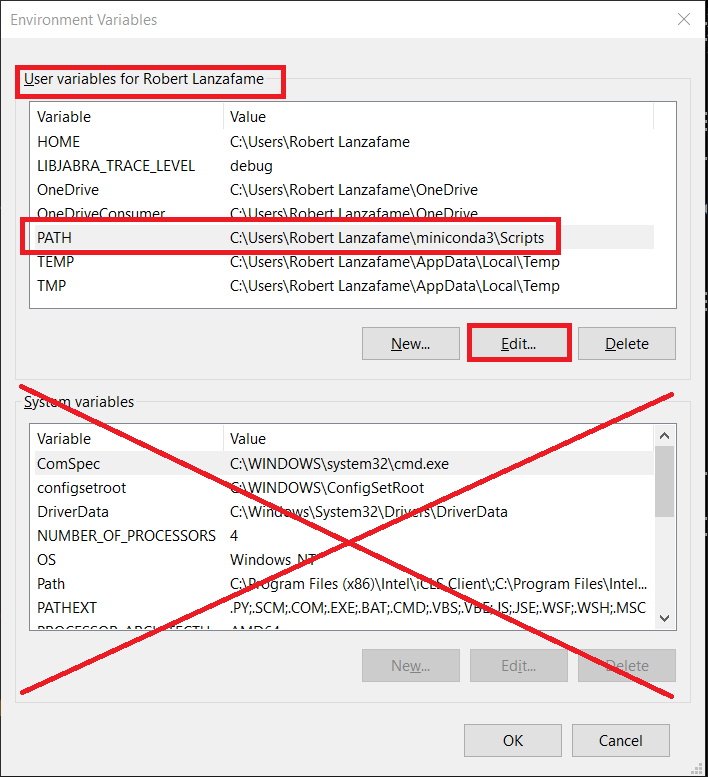 Environment Variables
User variables for Robert Lanzafame
Variable Value
HOME C:\Users\Robert Lanzafame
LIBJABRA_TRACE_LEVEL debug
OneDrive C:\Users\Robert Lanzafame\OneDrive
OneDriveConsumer C:\Users\Robert Lanzafame\OneDrive
PATH C:\Users\Robert Lanzafame\miniconda3\Scripts
TEMP C:\Users\Robert Lanzafame\AppData\Local\Temp
TMP C:\Users\Robert Lanzafame\AppData\Local\Temp
New... Edit... Delete
System variables
Variable Value
ComSpec C:\WINDOWS\system32\cmd.exe
configsetroot C:\WINDOWS\ConfigSetRoot
DriverData C:\Windows\System32\Drivers\DriverData
NUMBER_OF_PROCESSORS 4
OS Windows_NT
Path C:\Program Files (x86)\Intel\iCLS Client\;C:\Program Files\Intel...
PATHEXT .PY;.SCM;.COM;.EXE;.BAT;.CMD;.VBS;.VBE;.JS;.JSE;.WSF;.WSH;.MSC
PROCESSOR_ARCHITECTU AMD64
New... Edit... Delete
OK Cancel